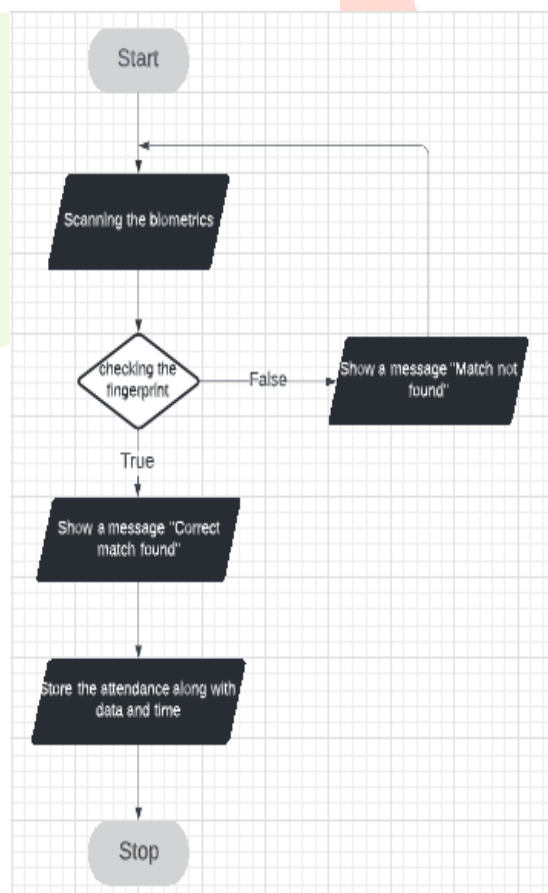 Start
Scanning the biometrics
checking the
fingerprint
False
Show a message "Match not
found"
True
Show a message "Correct
match found"
Store the attendance along with
data and time
Stop